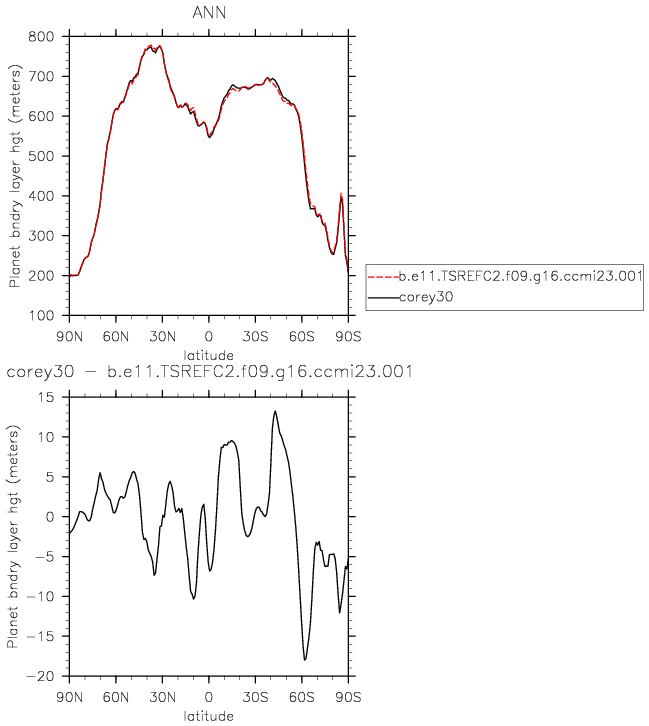 ANN
800
700
600
500
400
300
200
100
Planet bndry layer hgt (meters)
90N 60N 30N 0 30S 60S 90S
latitude
b.e11.TSREFC2.f09.g16.ccmi23.001
corey30
corey30 − b.e11.TSREFC2.f09.g16.ccmi23.001
15
10
5
0
−5
−10
−15
−20
Planet bndry layer hgt (meters)
90N 60N 30N 0 30S 60S 90S
latitude